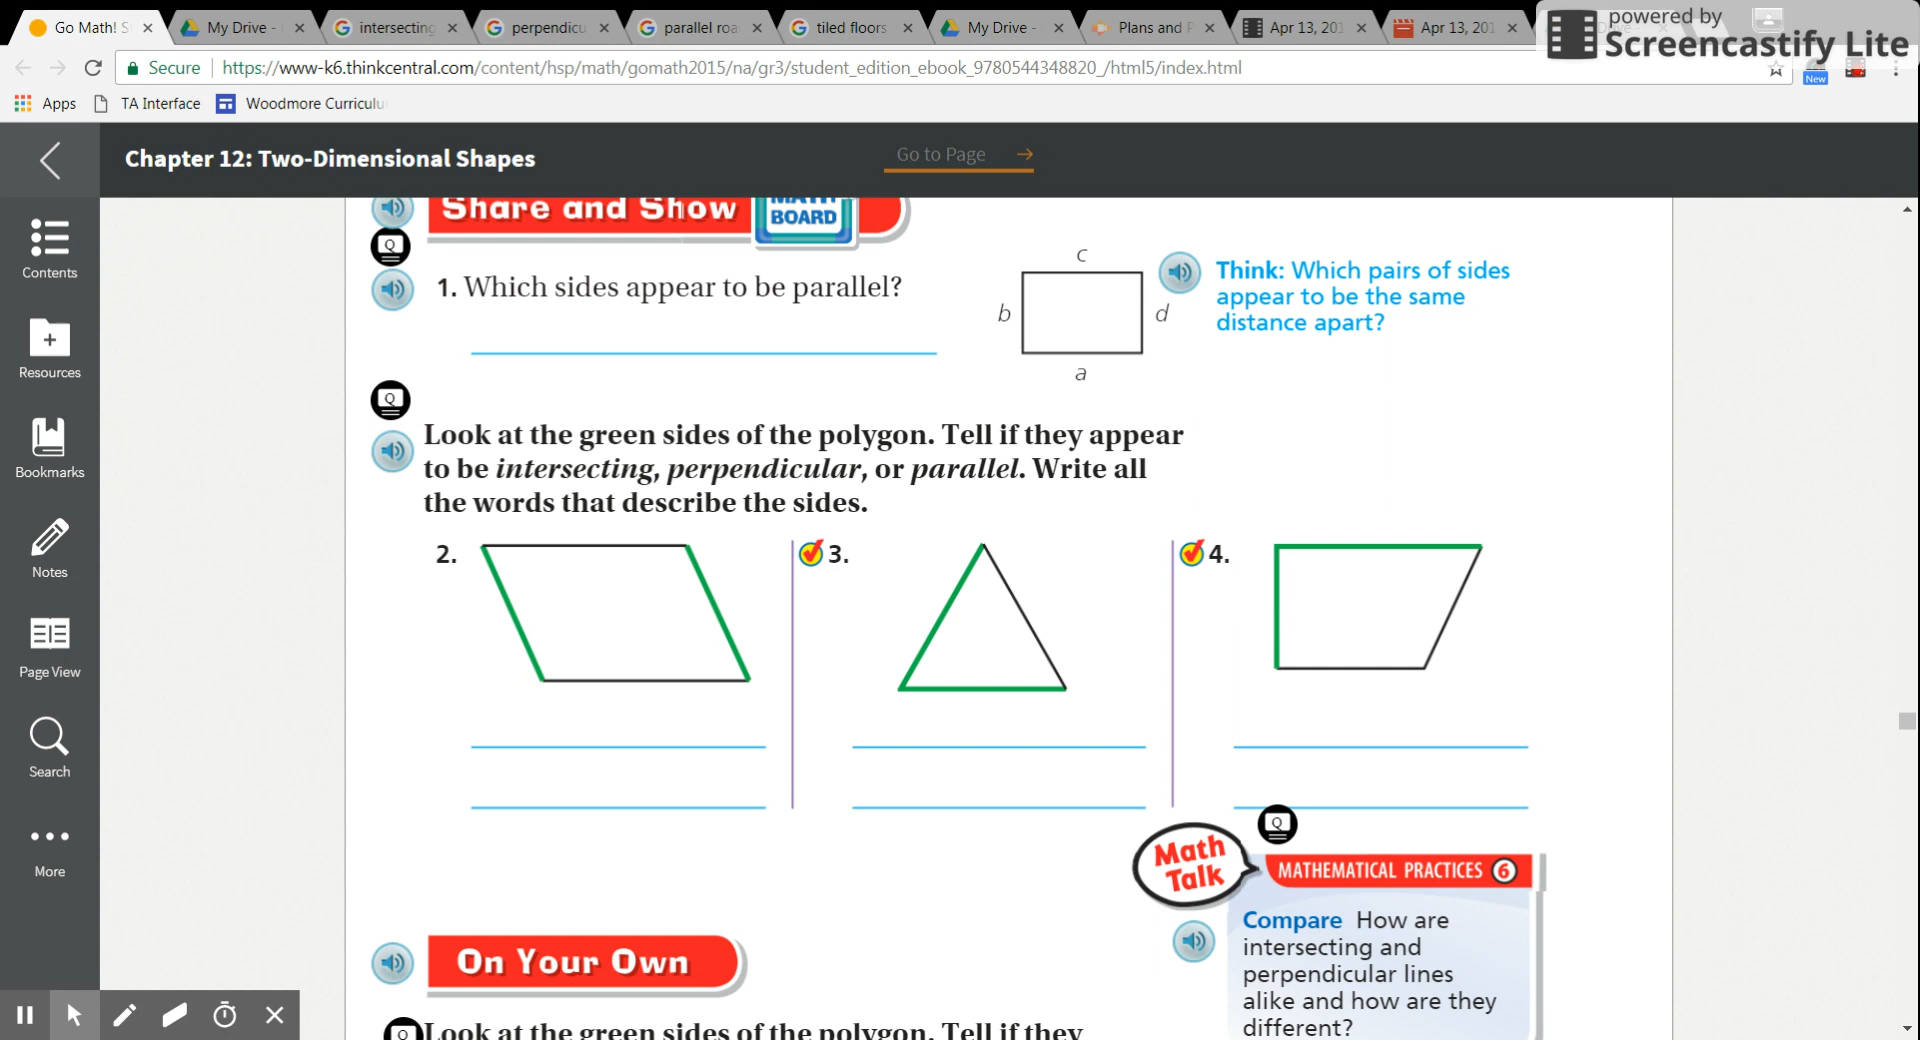 Go Math! S
My Drive -
intersecting
perpendicu
parallel roa
tiled floors
My Drive -
Plans and P
Apr 13, 201
Apr 13, 201
powered by
Screencastify Lite
Secure
https://www-k6.thinkcentral.com/content/hsp/math/gomath2015/na/gr3/student_edition_ebook_9780544348820_/html5/index.html
New
Apps
TA Interface
Woodmore Curriculu
Chapter 12: Two-Dimensional Shapes
Go to Page
Contents
Resources
Bookmarks
Notes
Page View
Search
More
Share and Show
MATH
BOARD
1. Which sides appear to be parallel?
c
b
d
a
Think: Which pairs of sides
appear to be the same
distance apart?
Look at the green sides of the polygon. Tell if they appear
to be intersecting, perpendicular, or parallel. Write all
the words that describe the sides.
2.
3.
4.
Math
Talk
MATHEMATICAL PRACTICES 6
Compare How are
intersecting and
perpendicular lines
alike and how are they
different?
On Your Own
Look at the green sides of the polygon. Tell if they